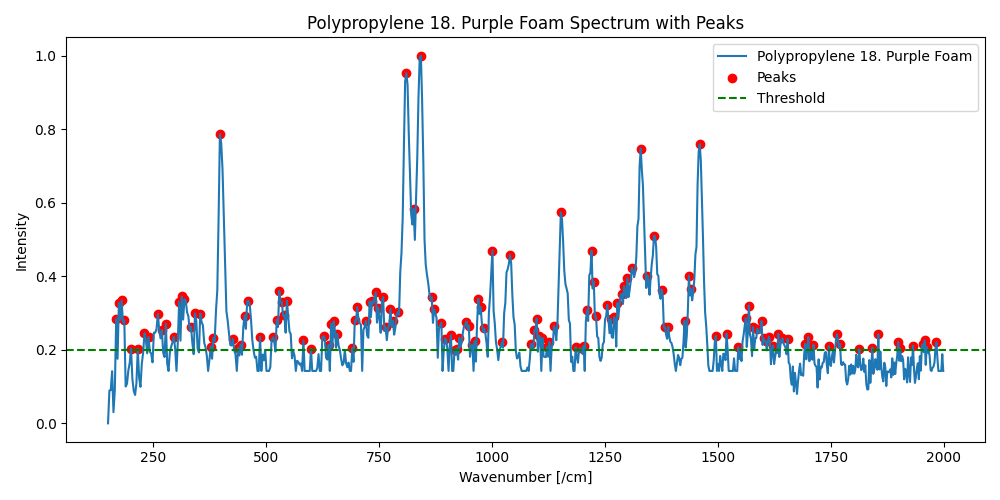 Polypropylene 18. Purple Foam Spectrum with Peaks
Polypropylene 18. Purple Foam
Peaks
Threshold
Intensity
1.0
0.8
0.6
0.4
0.2
0.0
250 500 750 1000 1250 1500 1750 2000
Wavenumber [/cm]